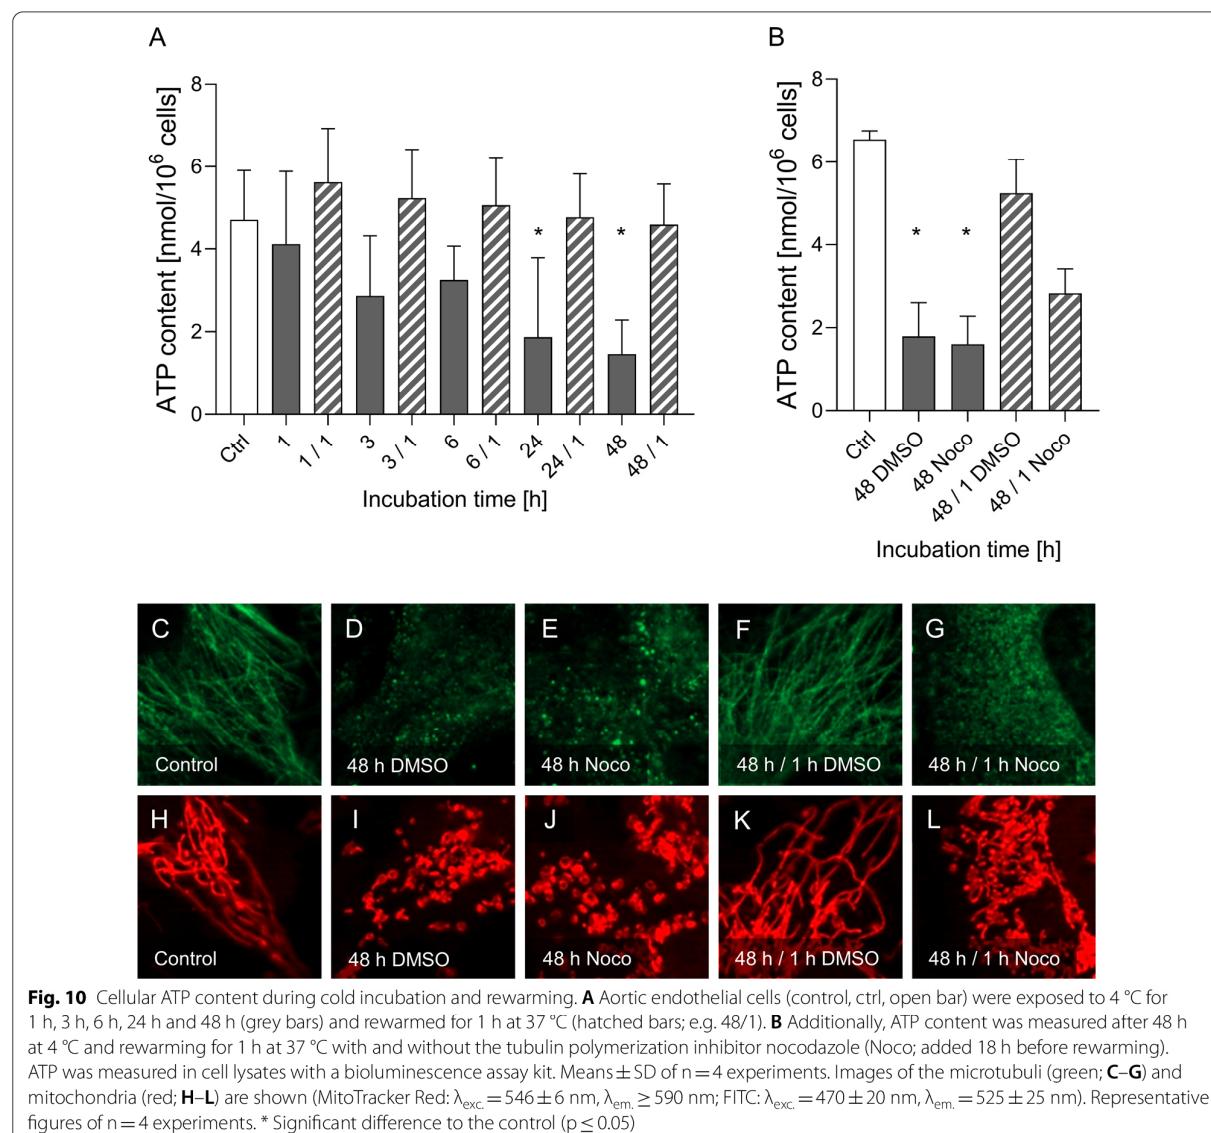 A
ATP content [nmol/10⁶ cells]
8
6
4
2
0
* *
Ctrl 1 1 / 1 3 3 / 1 6 6 / 1 24 24 / 1 48 48 / 1
Incubation time [h]
B
ATP content [nmol/10⁶ cells]
8
6
4
2
0
* *
Ctrl 48 DMSO 48 Noco 48 / 1 DMSO 48 / 1 Noco
Incubation time [h]
C D E F G
Control 48 h DMSO 48 h Noco 48 h / 1 h DMSO 48 h / 1 h Noco
H I J K L
Control 48 h DMSO 48 h Noco 48 h / 1 h DMSO 48 h / 1 h Noco
Fig. 10 Cellular ATP content during cold incubation and rewarming. A Aortic endothelial cells (control, ctrl, open bar) were exposed to 4 °C for
1 h, 3 h, 6 h, 24 h and 48 h (grey bars) and rewarmed for 1 h at 37 °C (hatched bars; e.g. 48/1). B Additionally, ATP content was measured after 48 h
at 4 °C and rewarming for 1 h at 37 °C with and without the tubulin polymerization inhibitor nocodazole (Noco; added 18 h before rewarming).
ATP was measured in cell lysates with a bioluminescence assay kit. Means ± SD of n = 4 experiments. Images of the microtubuli (green; C–G) and
mitochondria (red; H–L) are shown (MitoTracker Red: λexc. = 546 ± 6 nm, λem. ≥ 590 nm; FITC: λexc. = 470 ± 20 nm, λem. = 525 ± 25 nm). Representative
figures of n = 4 experiments. * Significant difference to the control (p ≤ 0.05)